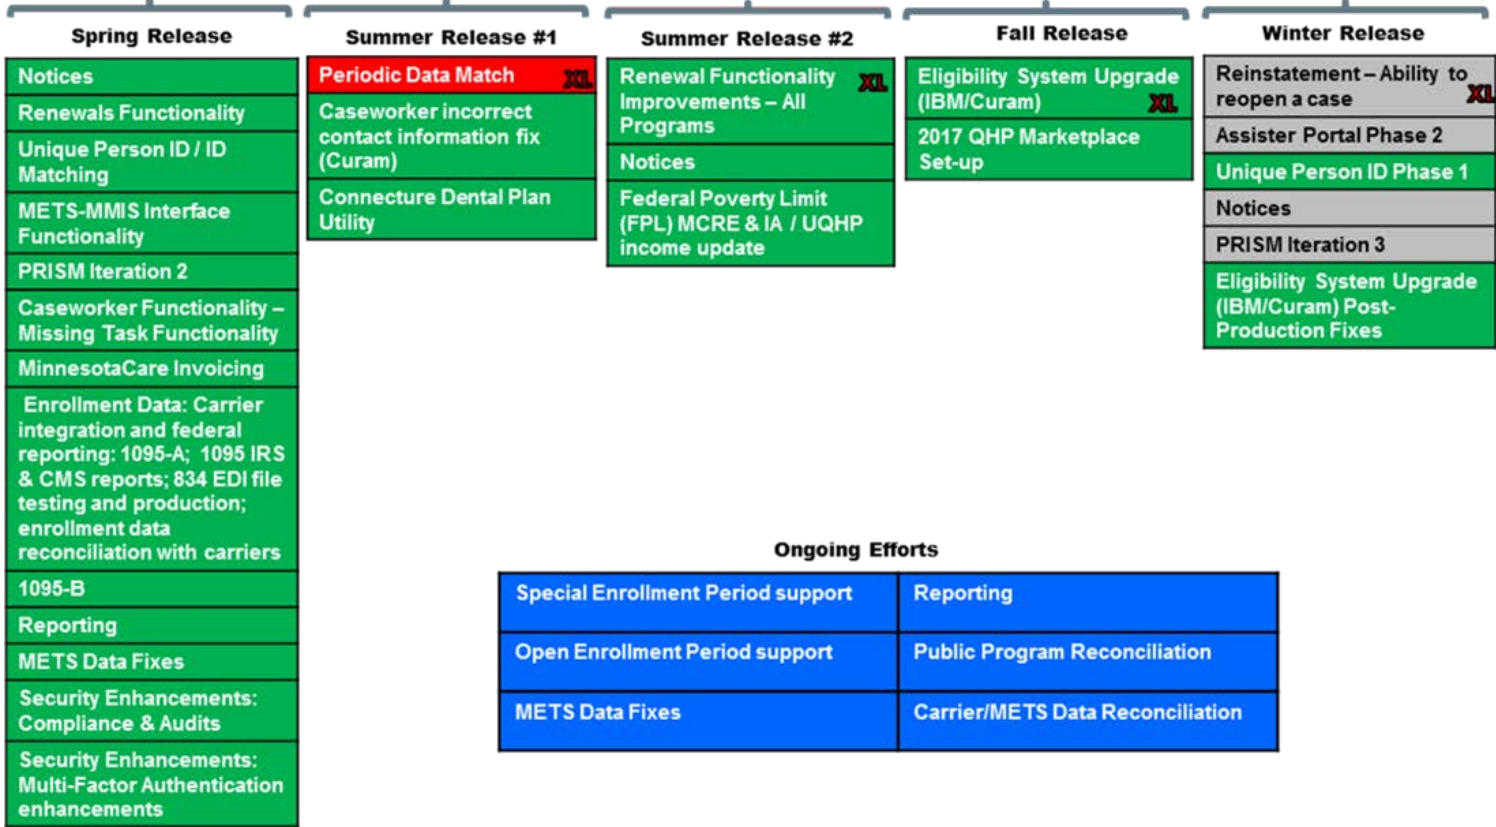 Spring Release
Notices
Renewals Functionality
Unique Person ID / ID
Matching
METS-MMIS Interface
Functionality
PRISM Iteration 2
Caseworker Functionality –
Missing Task Functionality
MinnesotaCare Invoicing
Enrollment Data: Carrier
integration and federal
reporting: 1095-A; 1095 IRS
& CMS reports; 834 EDI file
testing and production;
enrollment data
reconciliation with carriers
1095-B
Reporting
METS Data Fixes
Security Enhancements:
Compliance & Audits
Security Enhancements:
Multi-Factor Authentication
enhancements
Summer Release #1
Periodic Data Match XL
Caseworker incorrect
contact information fix
(Curam)
Connecture Dental Plan
Utility
Summer Release #2
Renewal Functionality XL
Improvements – All
Programs
Notices
Federal Poverty Limit
(FPL) MCRE & IA / UQHP
income update
Fall Release
Eligibility System Upgrade
(IBM/Curam) XL
2017 QHP Marketplace
Set-up
Winter Release
Reinstatement – Ability to
reopen a case XL
Assister Portal Phase 2
Unique Person ID Phase 1
Notices
PRISM Iteration 3
Eligibility System Upgrade
(IBM/Curam) Post-
Production Fixes
Ongoing Efforts
Special Enrollment Period support
Reporting
Open Enrollment Period support
Public Program Reconciliation
METS Data Fixes
Carrier/METS Data Reconciliation